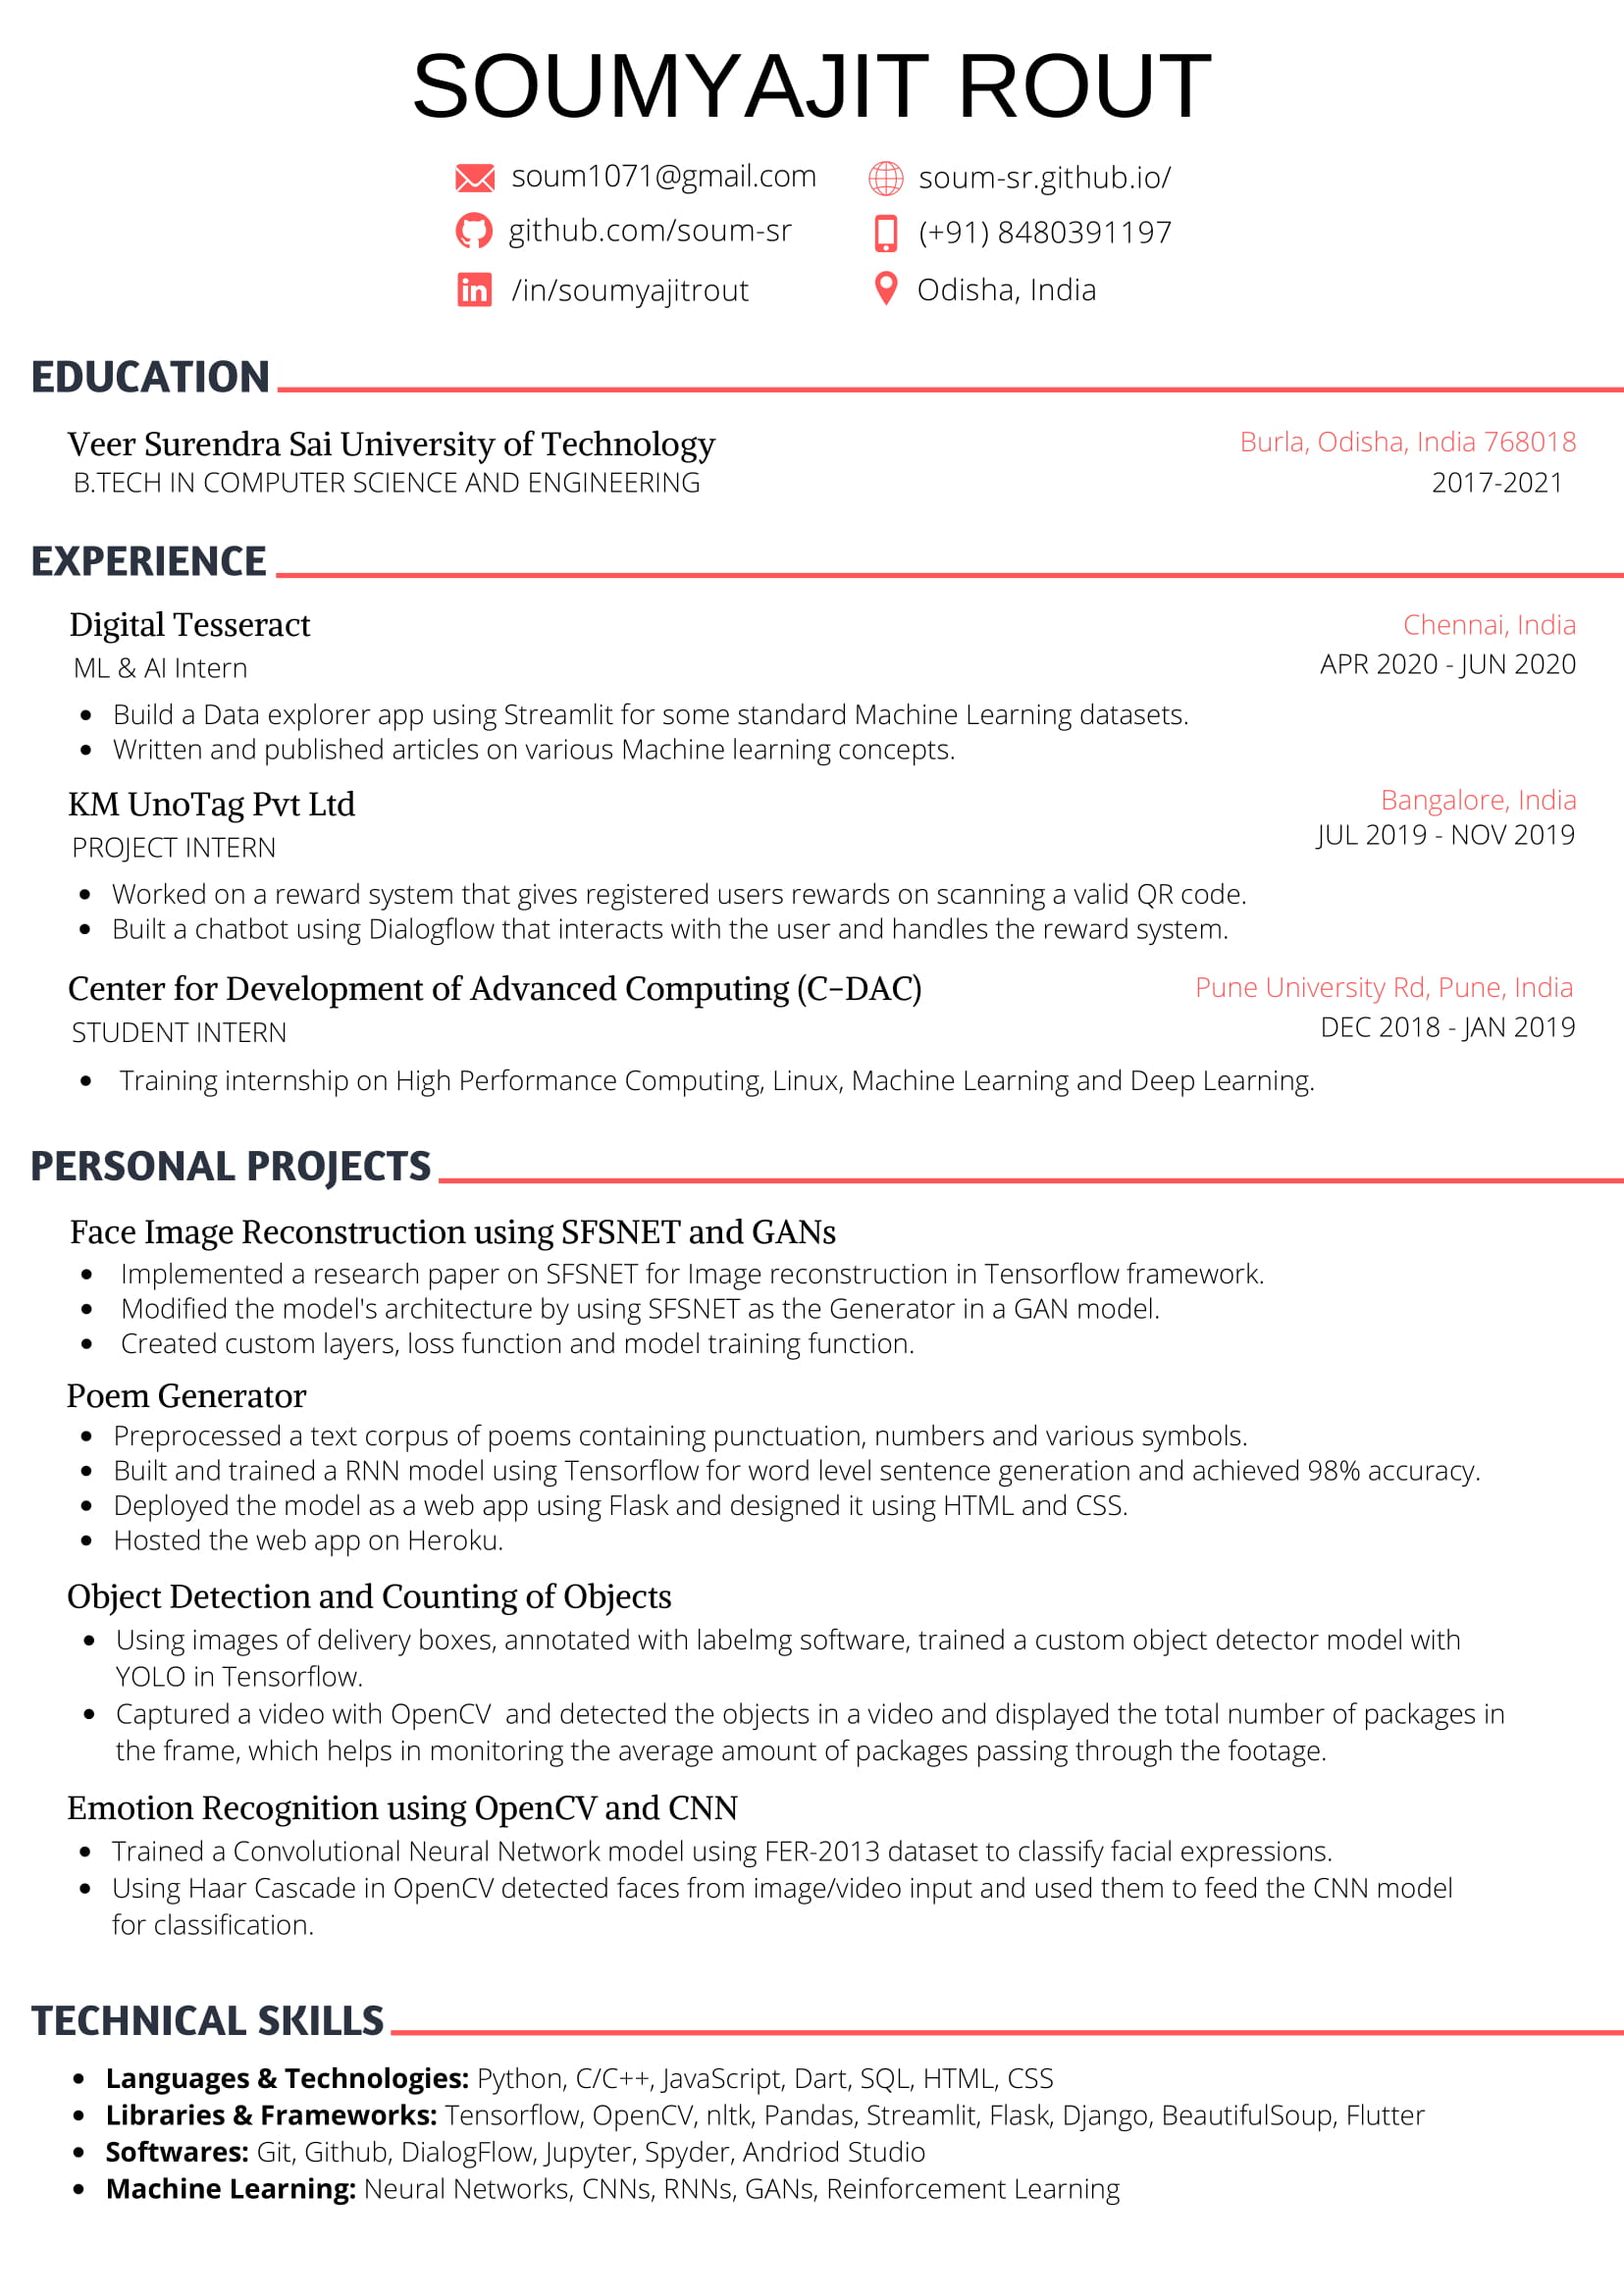 SOUMYAJIT ROUT
soum1071@gmail.com
soum-sr.github.io/
github.com/soum-sr
(+91) 8480391197
/in/soumyajitrout
Odisha, India
EDUCATION
Veer Surendra Sai University of Technology
Burla, Odisha, India 768018
B.TECH IN COMPUTER SCIENCE AND ENGINEERING
2017-2021
EXPERIENCE
Digital Tesseract
Chennai, India
ML & AI Intern
APR 2020 - JUN 2020
• Build a Data explorer app using Streamlit for some standard Machine Learning datasets.
• Written and published articles on various Machine learning concepts.
KM UnoTag Pvt Ltd
Bangalore, India
PROJECT INTERN
JUL 2019 - NOV 2019
• Worked on a reward system that gives registered users rewards on scanning a valid QR code.
• Built a chatbot using Dialogflow that interacts with the user and handles the reward system.
Center for Development of Advanced Computing (C-DAC)
Pune University Rd, Pune, India
STUDENT INTERN
DEC 2018 - JAN 2019
• Training internship on High Performance Computing, Linux, Machine Learning and Deep Learning.
PERSONAL PROJECTS
Face Image Reconstruction using SFSNET and GANs
• Implemented a research paper on SFSNET for Image reconstruction in Tensorflow framework.
• Modified the model's architecture by using SFSNET as the Generator in a GAN model.
• Created custom layers, loss function and model training function.
Poem Generator
• Preprocessed a text corpus of poems containing punctuation, numbers and various symbols.
• Built and trained a RNN model using Tensorflow for word level sentence generation and achieved 98% accuracy.
• Deployed the model as a web app using Flask and designed it using HTML and CSS.
• Hosted the web app on Heroku.
Object Detection and Counting of Objects
• Using images of delivery boxes, annotated with labelmg software, trained a custom object detector model with
YOLO in Tensorflow.
• Captured a video with OpenCV and detected the objects in a video and displayed the total number of packages in
the frame, which helps in monitoring the average amount of packages passing through the footage.
Emotion Recognition using OpenCV and CNN
• Trained a Convolutional Neural Network model using FER-2013 dataset to classify facial expressions.
• Using Haar Cascade in OpenCV detected faces from image/video input and used them to feed the CNN model
for classification.
TECHNICAL SKILLS
• Languages & Technologies: Python, C/C++, JavaScript, Dart, SQL, HTML, CSS
• Libraries & Frameworks: Tensorflow, OpenCV, nltk, Pandas, Streamlit, Flask, Django, BeautifulSoup, Flutter
• Softwares: Git, Github, DialogFlow, Jupyter, Spyder, Andriod Studio
• Machine Learning: Neural Networks, CNNs, RNNs, GANs, Reinforcement Learning